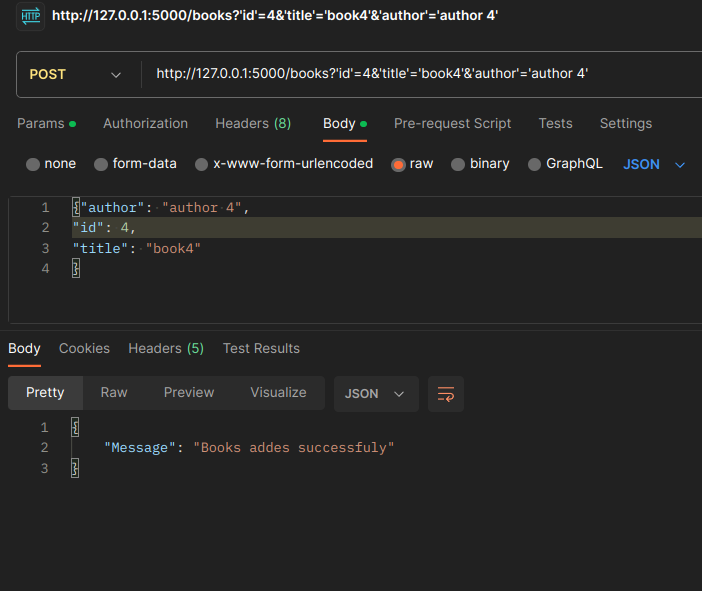 HTTP http://127.0.0.1:5000/books?'id'=4&'title'='book4'&'author'='author 4'
POST http://127.0.0.1:5000/books?'id'=4&'title'='book4'&'author'='author 4'
Params Authorization Headers (8) Body Pre-request Script Tests Settings
none form-data x-www-form-urlencoded raw binary GraphQL JSON
1 {"author": "author 4",
2 "id": 4,
3 "title": "book4"
4 }
Body Cookies Headers (5) Test Results
Pretty Raw Preview Visualize JSON
1 {
2 "Message": "Books addes successfuly"
3 }